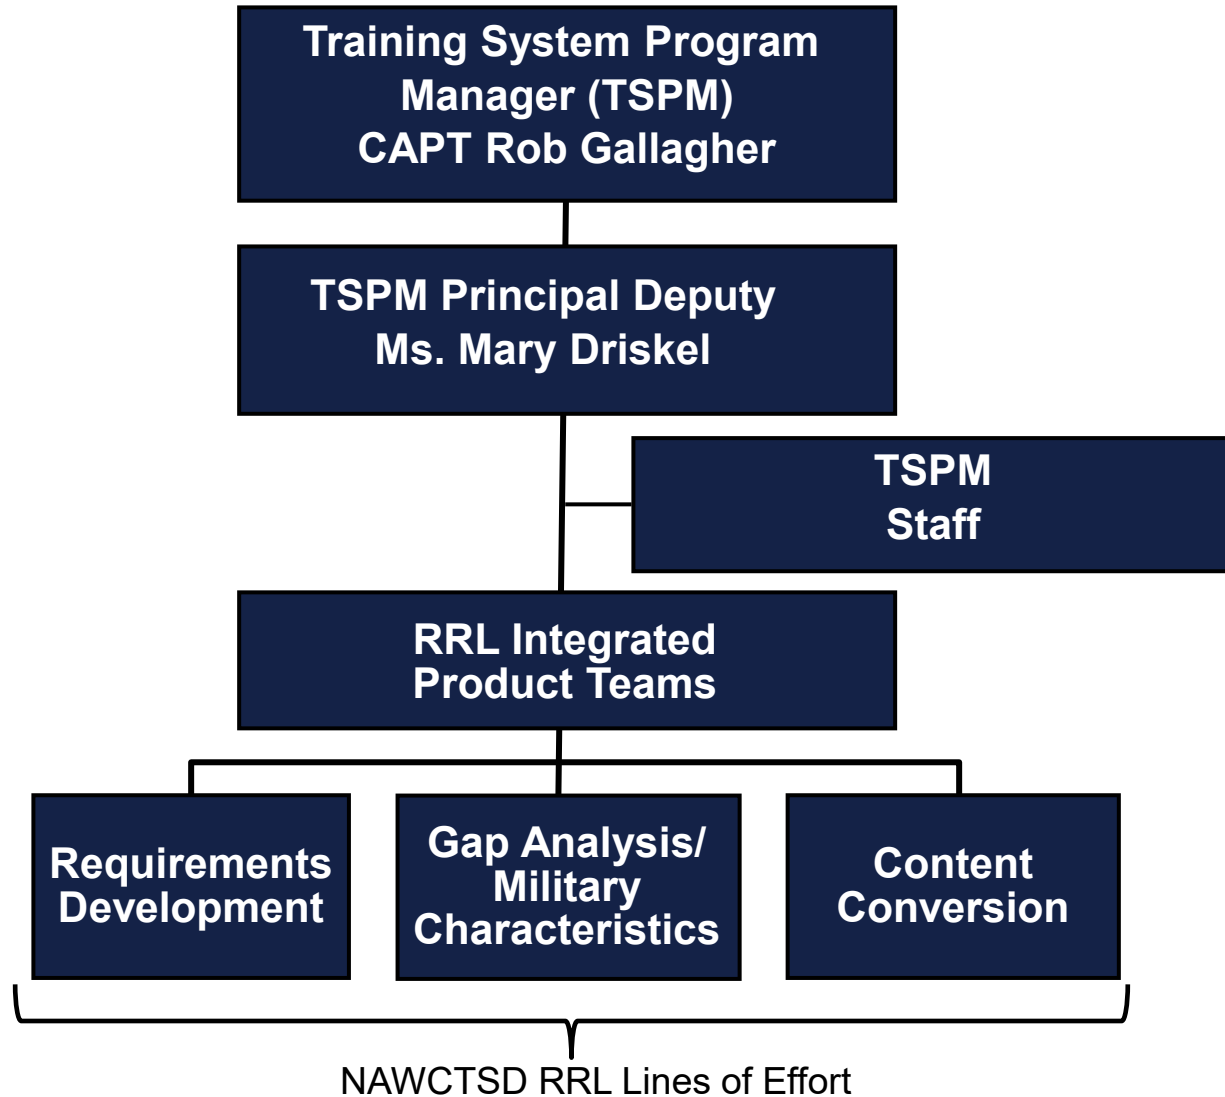 Training System Program
Manager (TSPM)
CAPT Rob Gallagher
TSPM Principal Deputy
Ms. Mary Driskel
TSPM
Staff
RRL Integrated
Product Teams
Requirements
Development
Gap Analysis/
Military
Characteristics
Content
Conversion
NAWCTSD RRL Lines of Effort